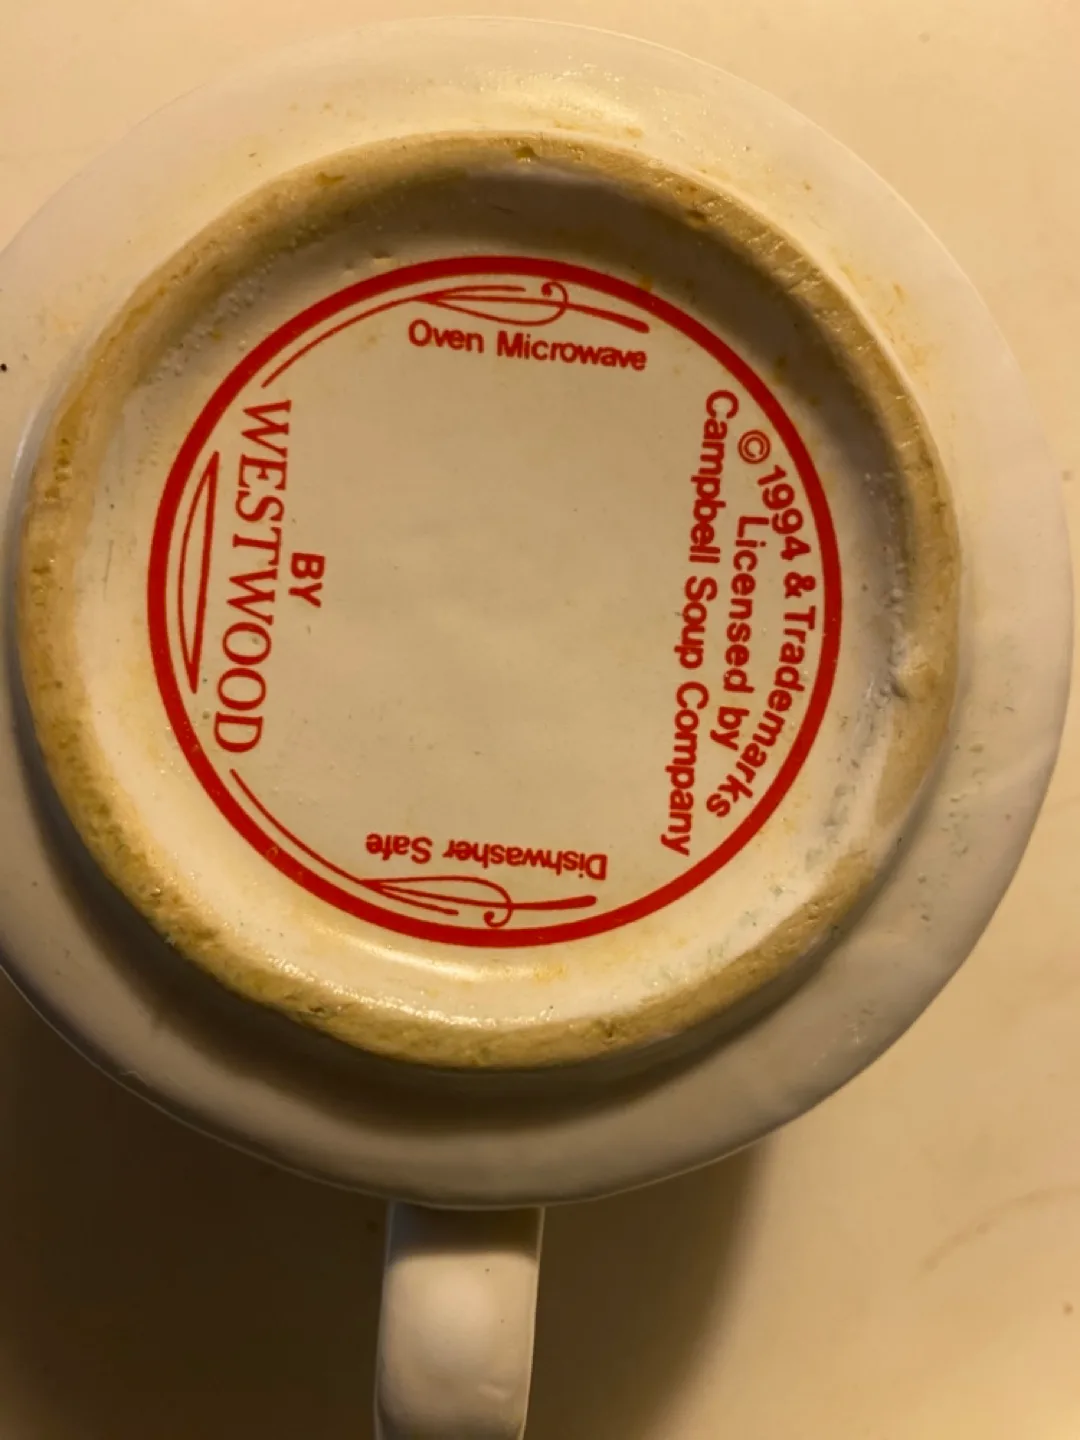 © 1994 & Trademarks
Licensed by
Campbell Soup Company
Oven Microwave
Dishwasher Safe
BY
WESTWOOD